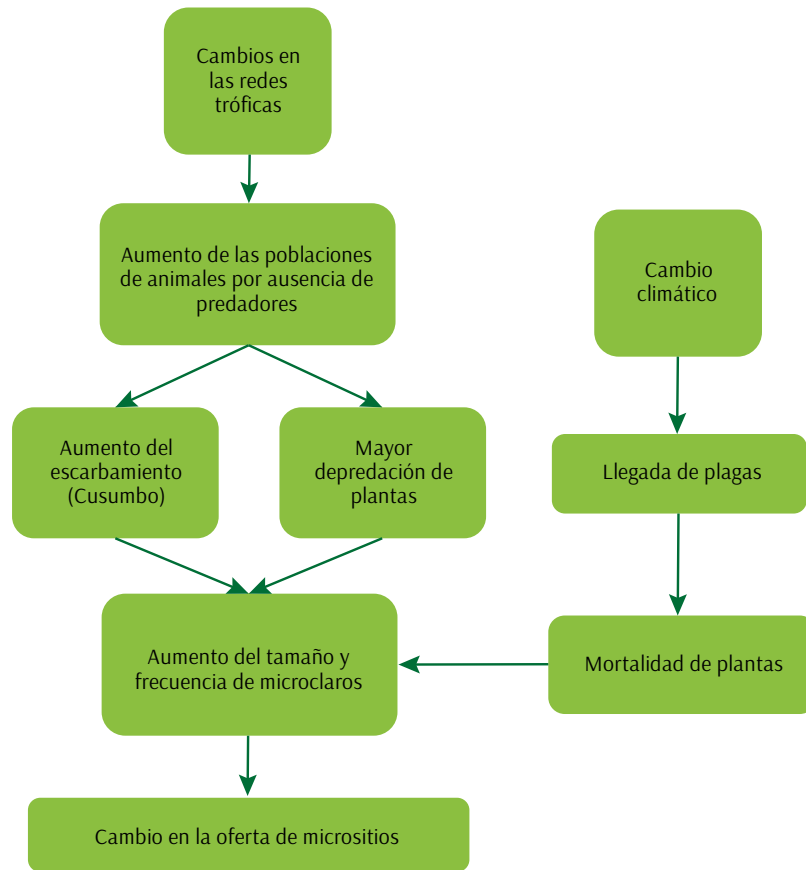 Cambios en
las redes
tróficas
Aumento de las poblaciones
de animales por ausencia de
predadores
Cambio
climático
Aumento del
escarbamiento
(Cusumbo)
Mayor
depredación de
plantas
Llegada de plagas
Aumento del tamaño y
frecuencia de microclaros
Mortalidad de plantas
Cambio en la oferta de micrositios